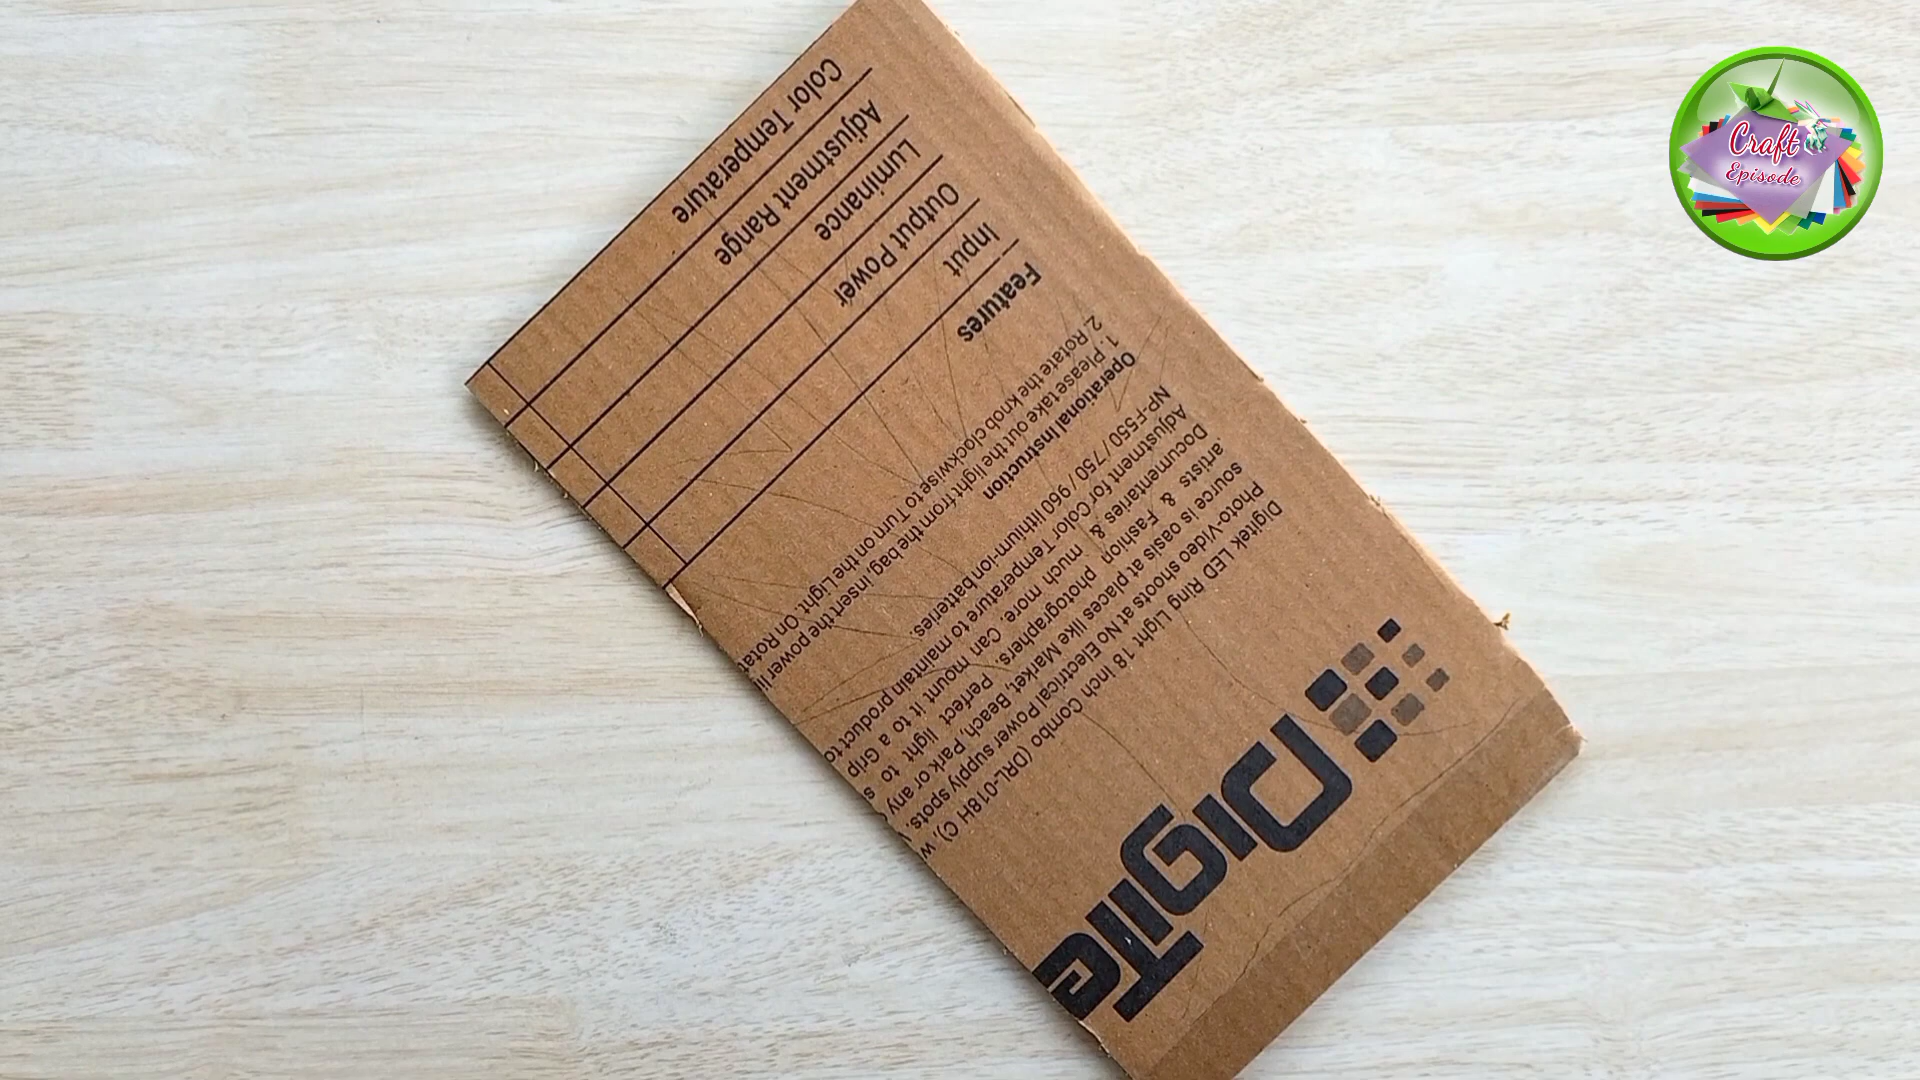 Craft
Episode
DIGITE
Digitek LED Ring Light 18 inch Combo (DRL-018H C), w
Photo-Video shoots at No Electrical Power supply spots,
source is oasis at places like Market, Beach, Park or any
artists & Fashion photographers. Perfect light to
Documentaries & much more. Can mount it to a Grip
Adjustment for Color Temperature to maintain product to
NP-F550 / 750 / 960 lithium-ion batteries.
Operational Instruction
1. Please take out the light from the bag, insert the power li
2. Rotate the knob clockwise to Turn on the Light. On Rotat
Features
Input
Output Power
Luminance
Adjustment Range
Color Temperature